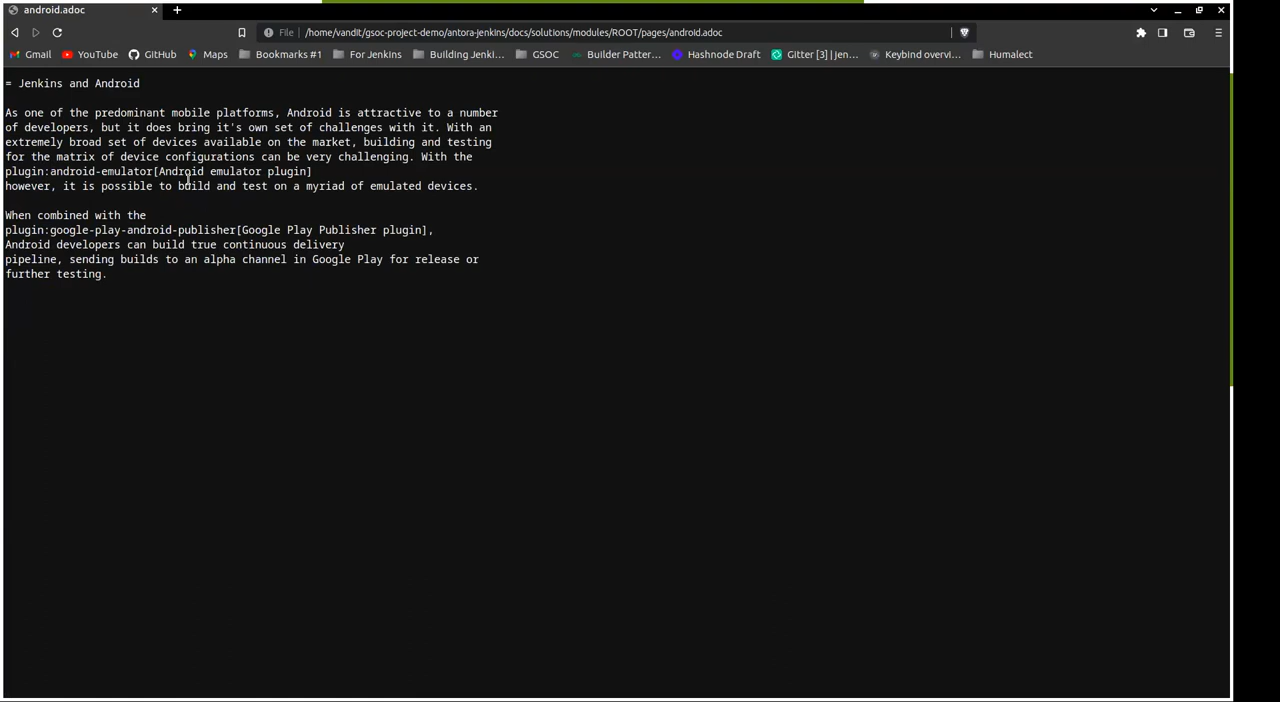 android.adoc
File /home/vandit/gsoc-project-demo/antora-jenkins/docs/solutions/modules/ROOT/pages/android.adoc
Gmail YouTube GitHub Maps Bookmarks #1 For Jenkins Building Jenki... GSOC Builder Patter... Hashnode Draft Gitter [3] |Jen... Keybind overvi... Humalect
= Jenkins and Android
As one of the predominant mobile platforms, Android is attractive to a number
of developers, but it does bring it's own set of challenges with it. With an
extremely broad set of devices available on the market, building and testing
for the matrix of device configurations can be very challenging. With the
plugin:android-emulator[Android emulator plugin]
however, it is possible to build and test on a myriad of emulated devices.
When combined with the
plugin:google-play-android-publisher[Google Play Publisher plugin],
Android developers can build true continuous delivery
pipeline, sending builds to an alpha channel in Google Play for release or
further testing.